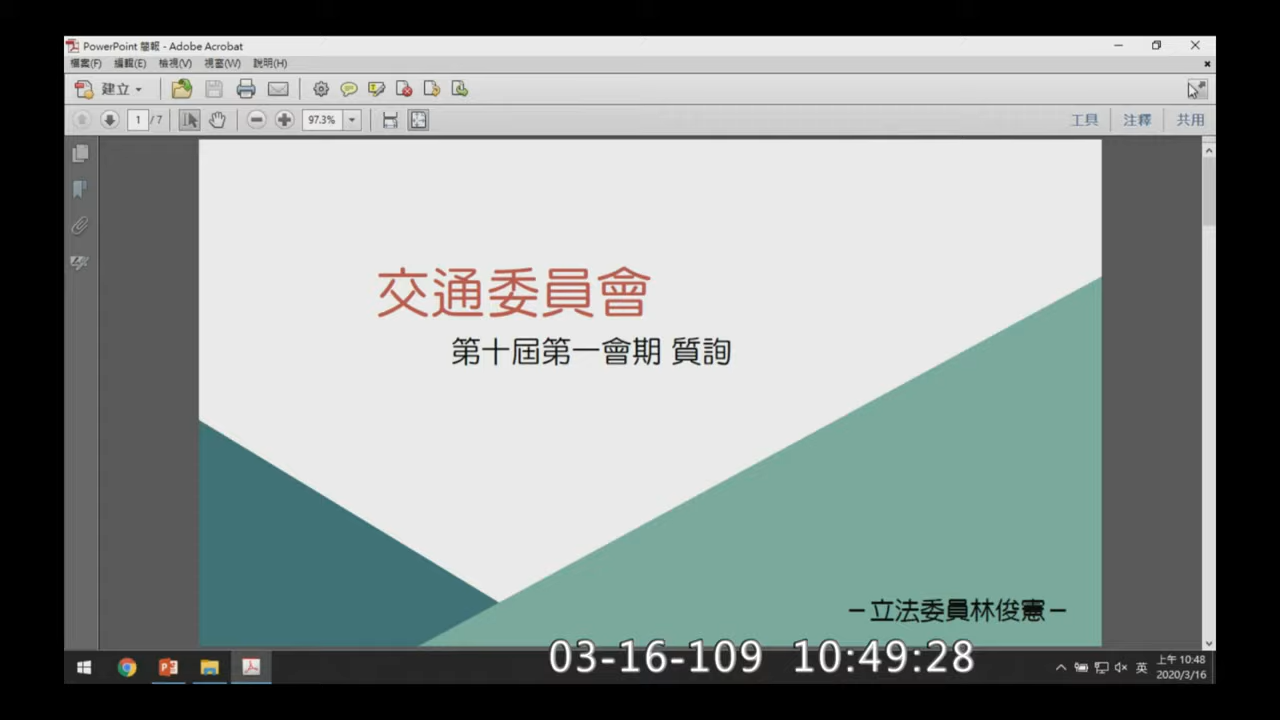 PowerPoint 簡報 - Adobe Acrobat
檔案(F) 編輯(E) 檢視(V) 視窗(W) 說明(H)
建立
1 / 7 97.3% 工具 注釋 共用
交通委員會
第十屆第一會期 質詢
－立法委員林俊憲－
03-16-109 10:49:28
英 上午 10:48
2020/3/16